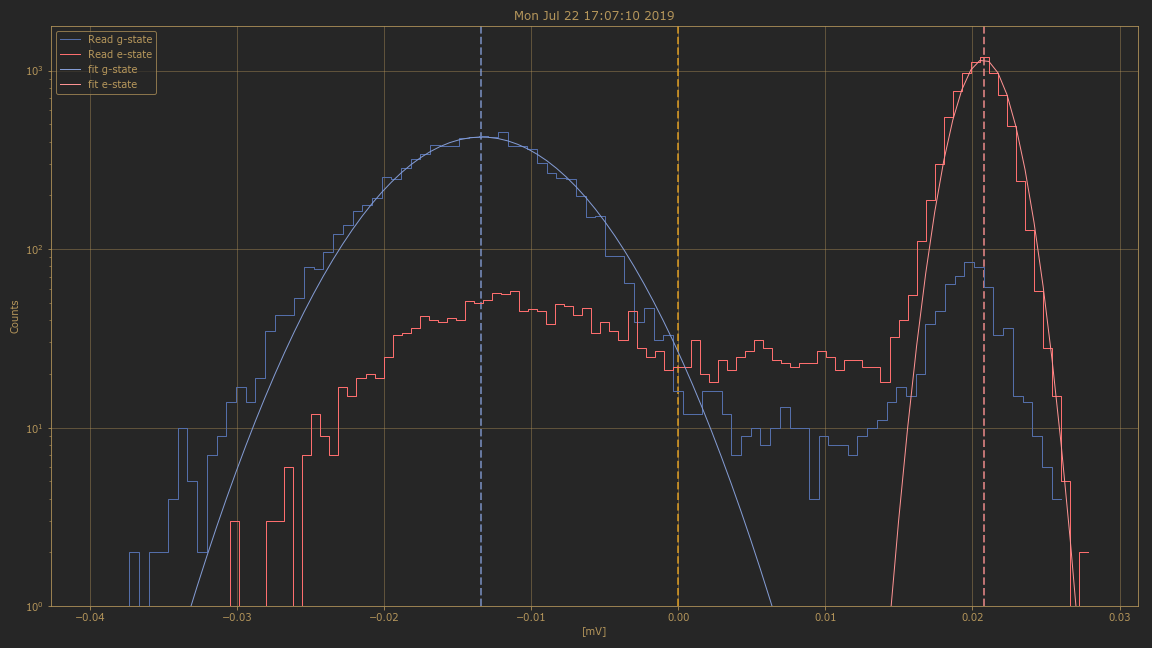 Mon Jul 22 17:07:10 2019
Read g-state
Read e-state
fit g-state
fit e-state
10³
10²
10¹
10⁰
Counts
−0.04 −0.03 −0.02 −0.01 0.00 0.01 0.02 0.03
[mV]